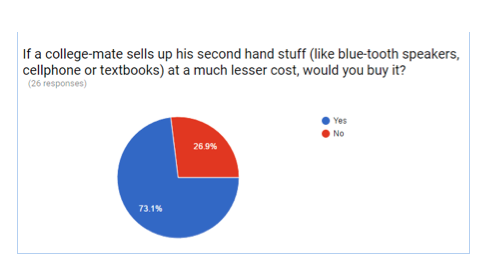 If a college-mate sells up his second hand stuff (like blue-tooth speakers,
cellphone or textbooks) at a much lesser cost, would you buy it?
(26 responses)
Yes
No
26.9%
73.1%